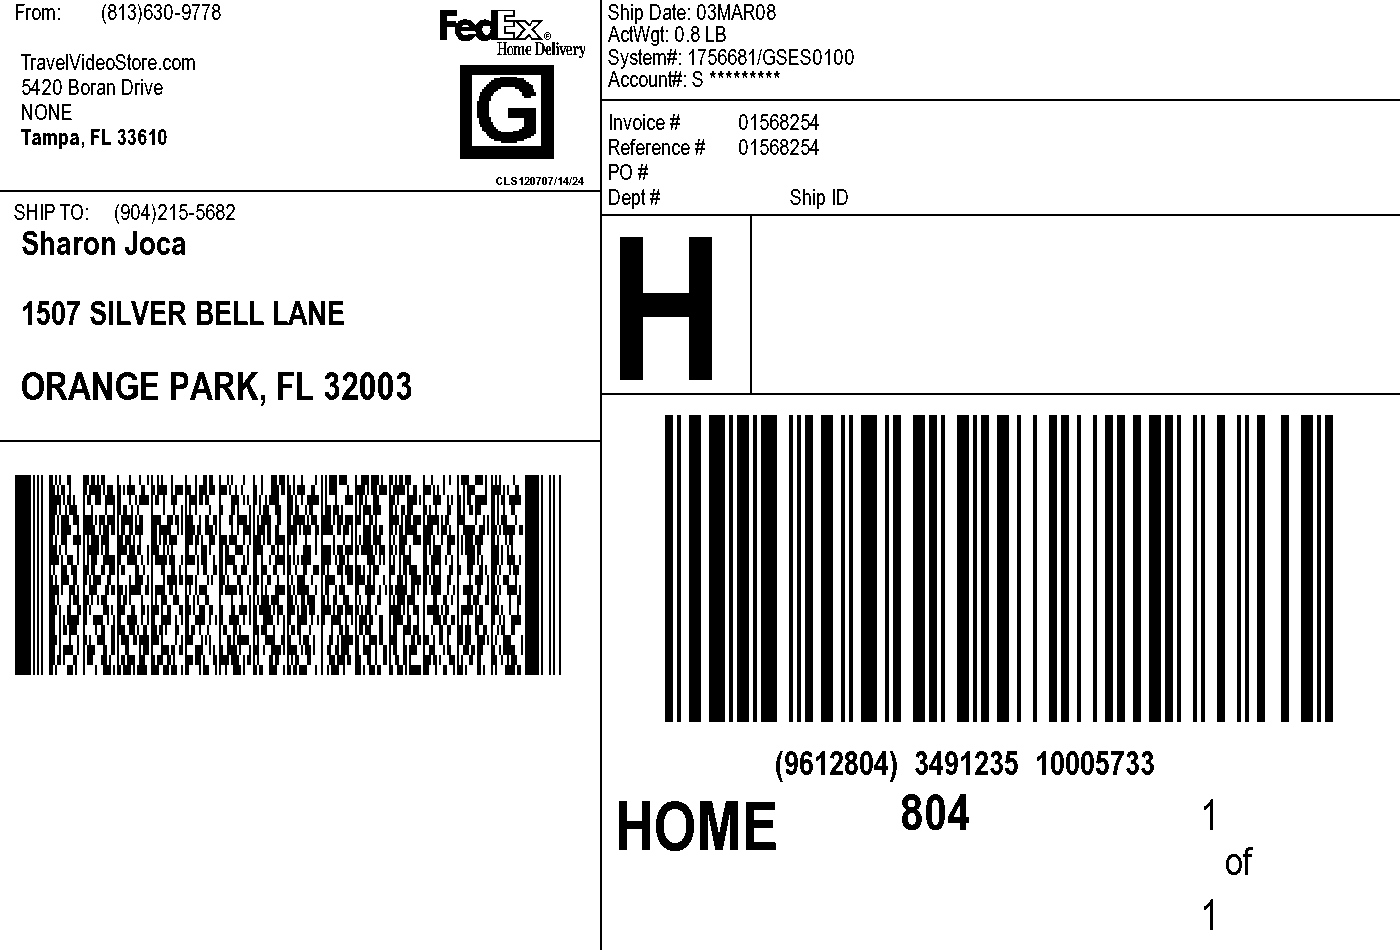 From: (813)630-9778
TravelVideoStore.com
5420 Boran Drive
NONE
Tampa, FL 33610
FedEx®
Home Delivery
G
CLS120707/14/24
SHIP TO: (904)215-5682
Sharon Joca
1507 SILVER BELL LANE
ORANGE PARK, FL 32003
Ship Date: 03MAR08
ActWgt: 0.8 LB
System#: 1756681/GSES0100
Account#: S *********
Invoice # 01568254
Reference # 01568254
PO #
Dept # Ship ID
H
(9612804) 3491235 10005733
HOME 804 1
of
1